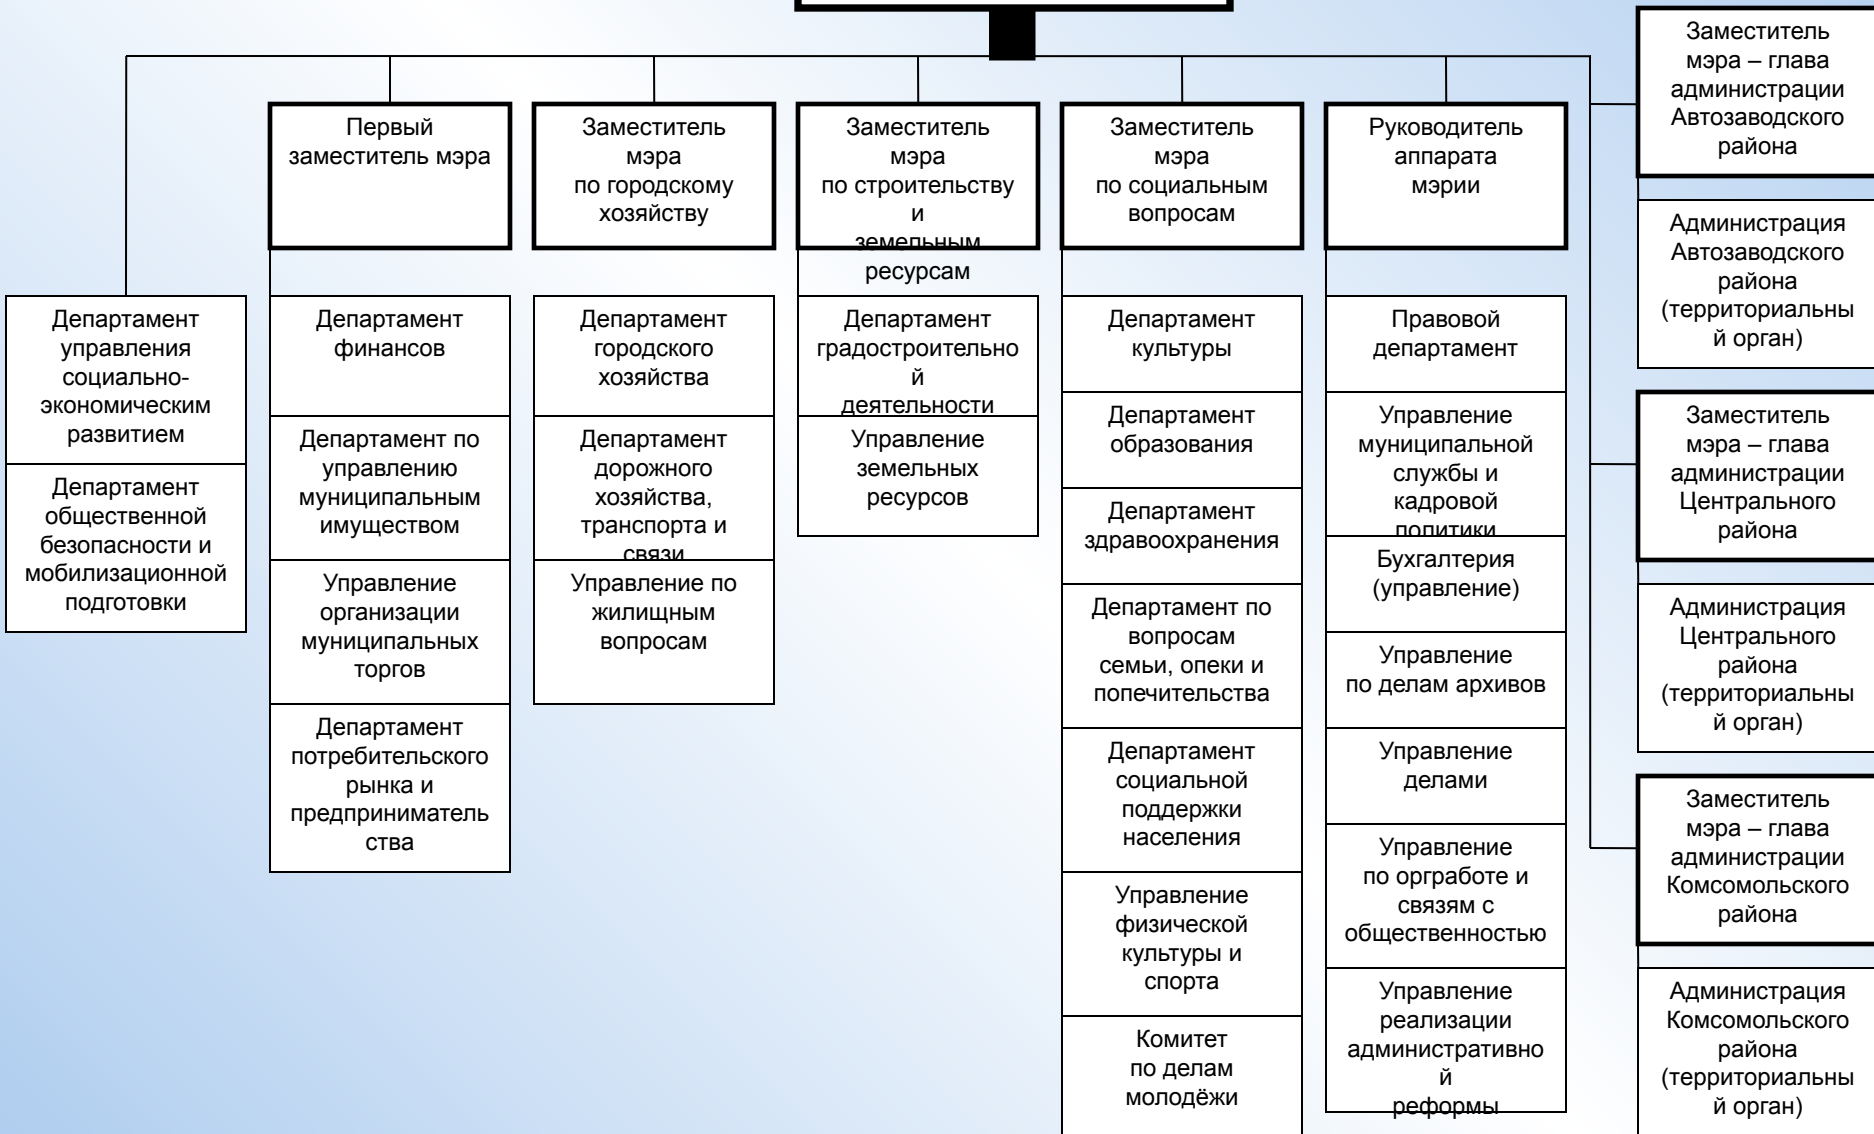 Первый
заместитель мэра
Заместитель
мэра
по городскому
хозяйству
Заместитель
мэра
по строительству
и
земельным
ресурсам
Заместитель
мэра
по социальным
вопросам
Руководитель
аппарата
мэрии
Департамент
управления
социально-
экономическим
развитием
Департамент
общественной
безопасности и
мобилизационной
подготовки
Департамент
финансов
Департамент по
управлению
муниципальным
имуществом
Управление
организации
муниципальных
торгов
Департамент
потребительского
рынка и
предприниматель
ства
Департамент
городского
хозяйства
Департамент
дорожного
хозяйства,
транспорта и
связи
Управление по
жилищным
вопросам
Департамент
градостроительно
й
деятельности
Управление
земельных
ресурсов
Департамент
культуры
Департамент
образования
Департамент
здравоохранения
Департамент по
вопросам
семьи, опеки и
попечительства
Департамент
социальной
поддержки
населения
Управление
физической
культуры и
спорта
Комитет
по делам
молодёжи
Правовой
департамент
Управление
муниципальной
службы и
кадровой
политики
Бухгалтерия
(управление)
Управление
по делам архивов
Управление
делами
Управление
по оргработе и
связям с
общественностью
Управление
реализации
административно
й
реформы
Заместитель
мэра – глава
администрации
Автозаводского
района
Администрация
Автозаводского
района
(территориальны
й орган)
Заместитель
мэра – глава
администрации
Центрального
района
Администрация
Центрального
района
(территориальны
й орган)
Заместитель
мэра – глава
администрации
Комсомольского
района
Администрация
Комсомольского
района
(территориальны
й орган)